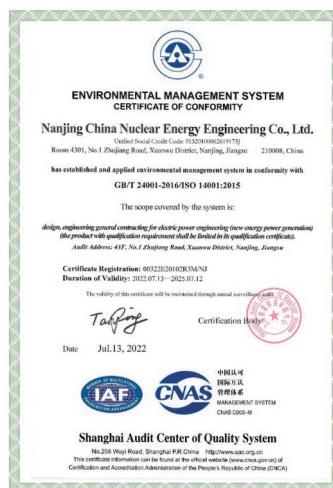 ENVIRONMENTAL MANAGEMENT SYSTEM
CERTIFICATE OF CONFORMITY
Nanjing China Nuclear Energy Engineering Co., Ltd.
Unified Social Credit Code:
Room 4301, No.1 Zhujiang Road, Xuanwu District, Nanjing, Jiangsu 210008, China
has established and applied environmental management system in conformity with
GB/T 24001-2016/ISO 14001:2015
The scope covered by the system is:
design, engineering general contracting for electric power engineering (new energy power generation)
(the product with qualification requirement shall be limited in its qualification certificate).
Audit Address: 43F, No.1 Zhujiang Road, Xuanwu District, Nanjing, Jiangsu
Certificate Registration: 00322E20102R3M/NJ
Duration of Validity: 2022.07.13—2025.07.12
The validity of this certificate will be maintained through annual surveillance audit.
Certification Body
Date Jul.13, 2022
IAF
CNAS
中国认可
国际互认
管理体系
MANAGEMENT SYSTEM
CNAS C003-M
Shanghai Audit Center of Quality System
No.258 Wuyi Road, Shanghai P.R.China http://www.sac.org.cn
This certificate information can be found at the official website (www.cnca.gov.cn) of
Certification and Accreditation Administration of the People's Republic of China (CNCA)